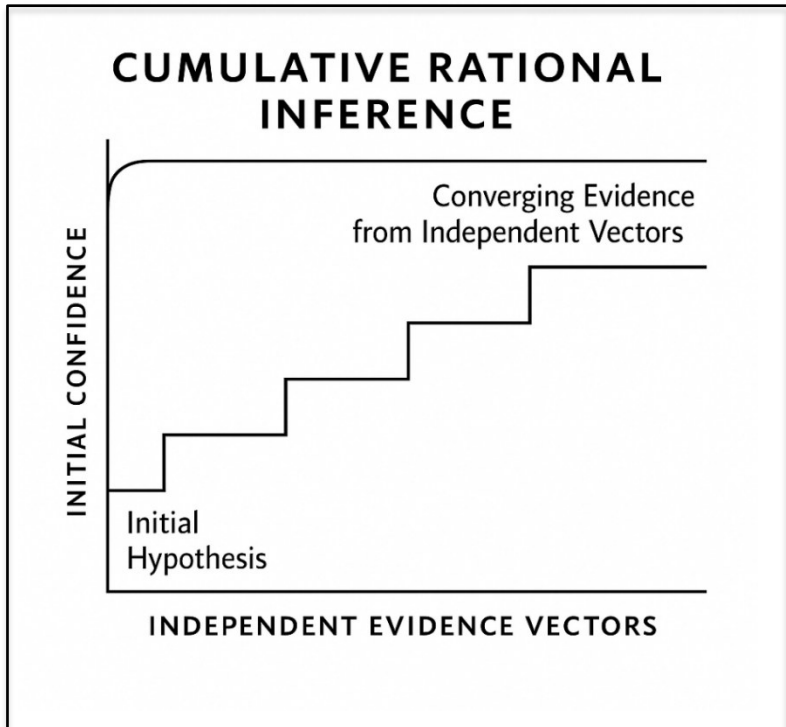 CUMULATIVE RATIONAL
INFERENCE
Converging Evidence
from Independent Vectors
INITIAL CONFIDENCE
Initial
Hypothesis
INDEPENDENT EVIDENCE VECTORS